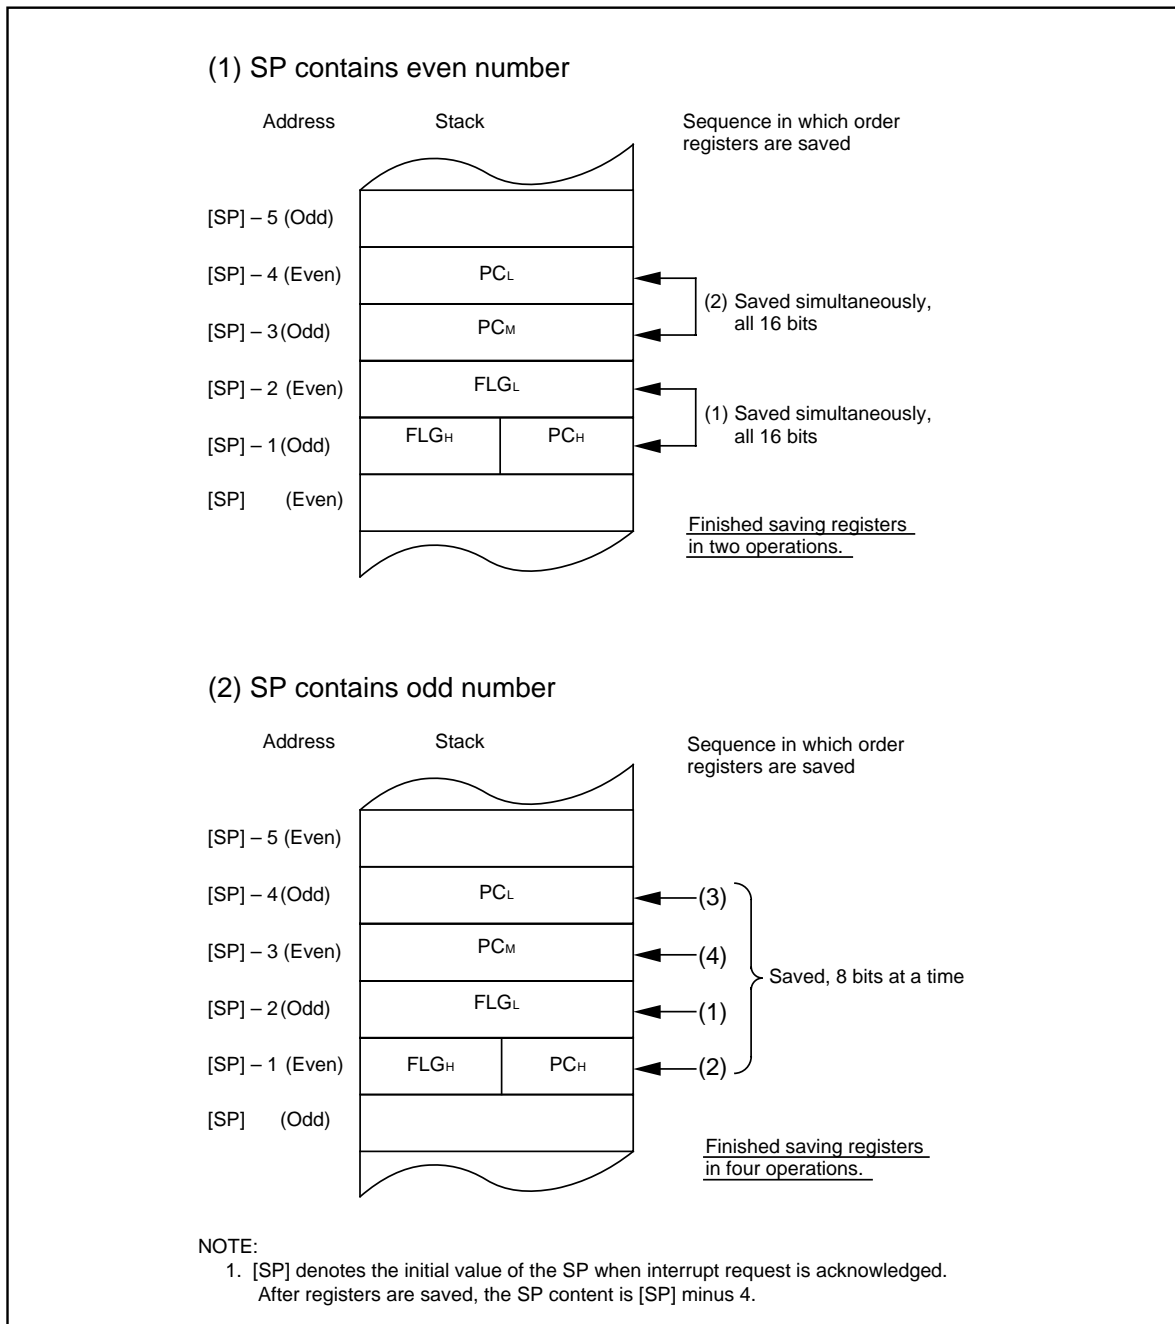 (1) SP contains even number
Address Stack Sequence in which order
registers are saved
[SP] – 5 (Odd)
[SP] – 4 (Even) PCL
(2) Saved simultaneously,
all 16 bits
[SP] – 3 (Odd) PCM
[SP] – 2 (Even) FLGL
(1) Saved simultaneously,
all 16 bits
[SP] – 1 (Odd) FLGH PCH
[SP] (Even)
Finished saving registers
in two operations.
(2) SP contains odd number
Address Stack Sequence in which order
registers are saved
[SP] – 5 (Even)
[SP] – 4 (Odd) PCL (3)
[SP] – 3 (Even) PCM (4)
Saved, 8 bits at a time
[SP] – 2 (Odd) FLGL (1)
[SP] – 1 (Even) FLGH PCH (2)
[SP] (Odd)
Finished saving registers
in four operations.
NOTE:
1. [SP] denotes the initial value of the SP when interrupt request is acknowledged.
After registers are saved, the SP content is [SP] minus 4.